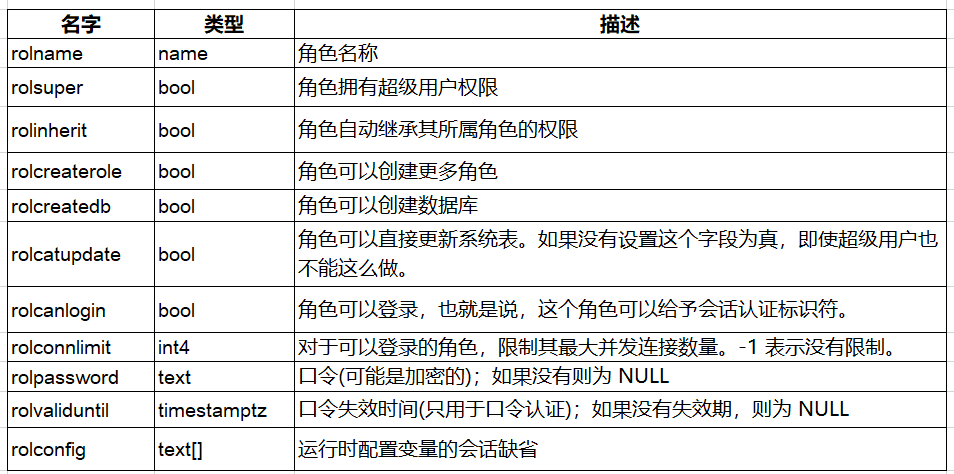 名字 类型 描述
rolname name 角色名称
rolsuper bool 角色拥有超级用户权限
rolinherit bool 角色自动继承其所属角色的权限
rolcreaterole bool 角色可以创建更多角色
rolcreatedb bool 角色可以创建数据库
rolcatupdate bool 角色可以直接更新系统表。如果没有设置这个字段为真，即使超级用户也
不能这么做。
rolcanlogin bool 角色可以登录，也就是说，这个角色可以给予会话认证标识符。
rolconnlimit int4 对于可以登录的角色，限制其最大并发连接数量。-1 表示没有限制。
rolpassword text 口令(可能是加密的)；如果没有则为 NULL
rolvaliduntil timestamptz 口令失效时间(只用于口令认证)；如果没有失效期，则为 NULL
rolconfig text[] 运行时配置变量的会话缺省